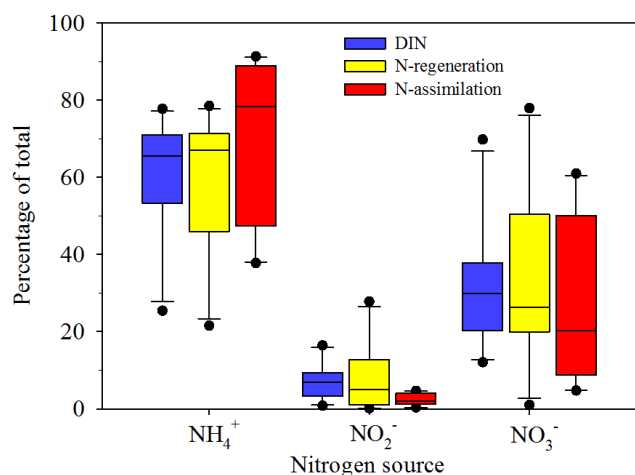 100
80
60
40
20
0
Percentage of total
DIN
N-regeneration
N-assimilation
NH₄⁺ NO₂⁻ NO₃⁻
Nitrogen source